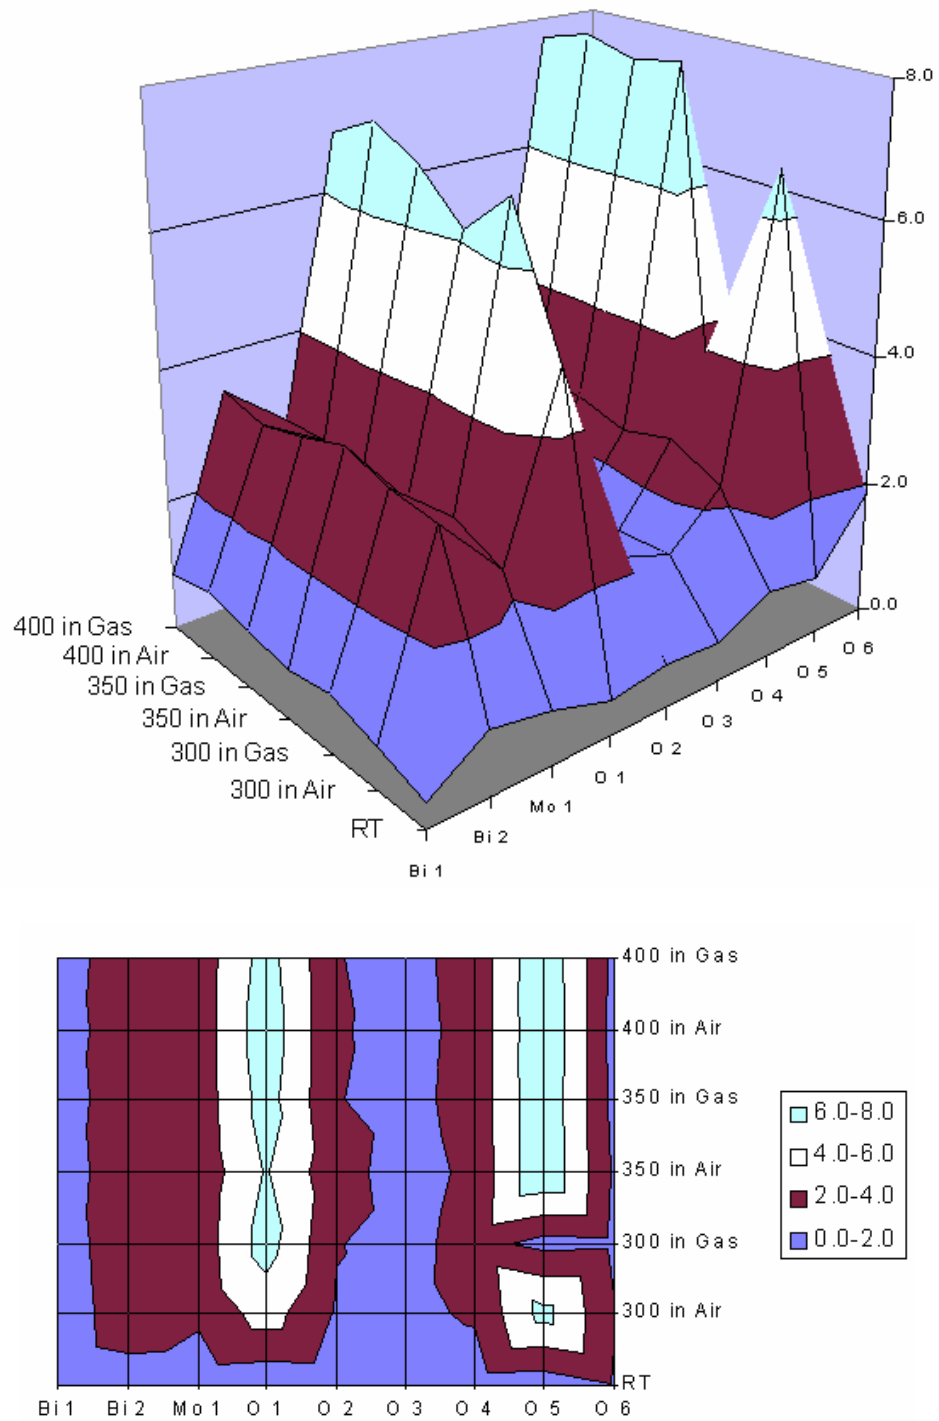 8.0
6.0
4.0
2.0
0.0
400 in Gas
400 in Air
350 in Gas
350 in Air
300 in Gas
300 in Air
RT
O 6
O 5
O 4
O 3
O 2
O 1
Mo 1
Bi 2
Bi 1
400 in Gas
400 in Air
350 in Gas
350 in Air
300 in Gas
300 in Air
RT
6.0-8.0
4.0-6.0
2.0-4.0
0.0-2.0
Bi 1 Bi 2 Mo 1 O 1 O 2 O 3 O 4 O 5 O 6